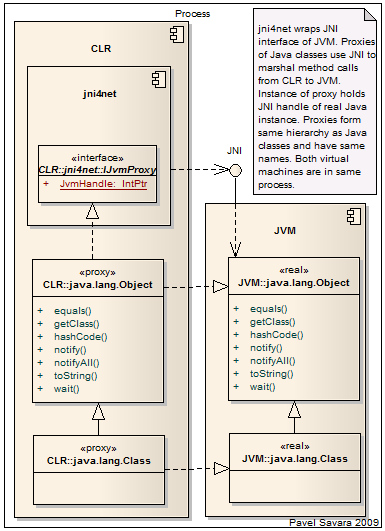 Process
CLR
jni4net
«interface»
CLR::jni4net::IJvmProxy
+ JvmHandle: IntPtr
JNI
jni4net wraps JNI
interface of JVM. Proxies
of Java classes use JNI to
marshal method calls
from CLR to JVM.
Instance of proxy holds
JNI handle of real Java
instance. Proxies form
same hierarchy as Java
classes and have same
names. Both virtual
machines are in same
process.
«proxy»
CLR::java.lang.Object
+ equals()
+ getClass()
+ hashCode()
+ notify()
+ notifyAll()
+ toString()
+ wait()
«proxy»
CLR::java.lang.Class
JVM
«real»
JVM::java.lang.Object
+ equals()
+ getClass()
+ hashCode()
+ notify()
+ notifyAll()
+ toString()
+ wait()
«real»
JVM::java.lang.Class
Pavel Savara 2009